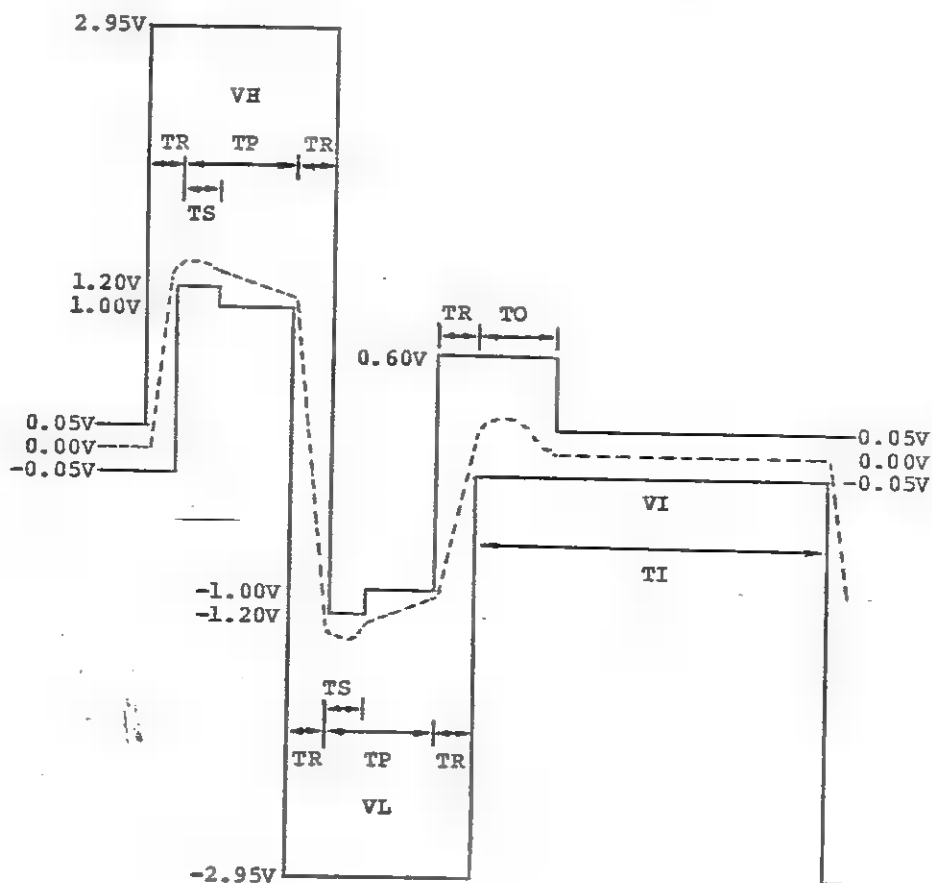 2.95V
VH
TR TP TR
TS
1.20V
1.00V
TR TO
0.60V
0.05V
0.00V
-0.05V
0.05V
0.00V
-0.05V
VI
TI
-1.00V
-1.20V
TS
TR TP TR
VL
-2.95V